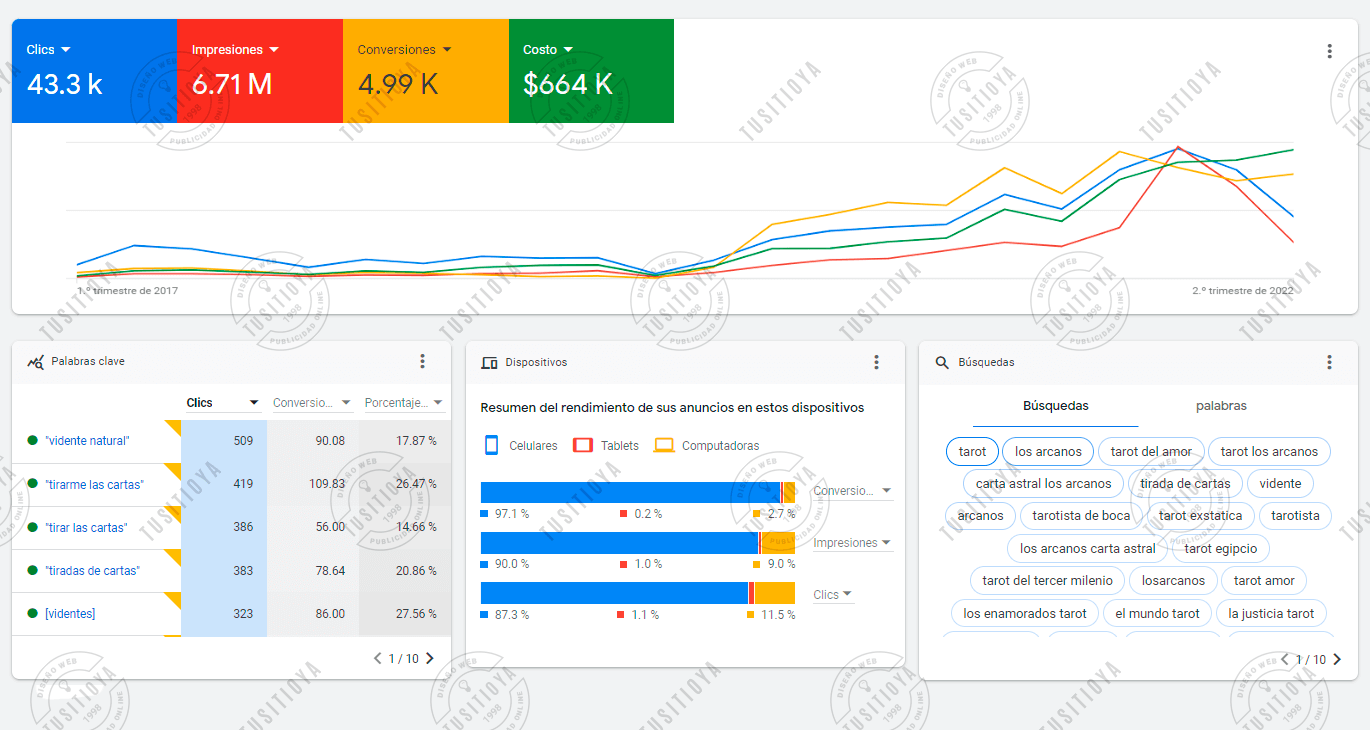 Clics Impresiones Conversiones Costo
43.3 k 6.71 M 4.99 K $664 K
1.º trimestre de 2017 2.º trimestre de 2022
Palabras clave
Clics Conversio... Porcentaje...
"vidente natural" 509 90.08 17.87 %
"tirarme las cartas" 419 109.83 26.47 %
"tirar las cartas" 386 56.00 14.66 %
"tiradas de cartas" 383 78.64 20.86 %
[videntes] 323 86.00 27.56 %
1 / 10
Dispositivos
Resumen del rendimiento de sus anuncios en estos dispositivos
Celulares Tablets Computadoras
Conversio...
97.1 % 0.2 % 2.7 %
Impresiones
90.0 % 1.0 % 9.0 %
Clics
87.3 % 1.1 % 11.5 %
Búsquedas
Búsquedas palabras
tarot los arcanos tarot del amor tarot los arcanos
carta astral los arcanos tirada de cartas vidente
arcanos tarotista de boca tarot exstatica tarotista
los arcanos carta astral tarot egipcio
tarot del tercer milenio losarcanos tarot amor
los enamorados tarot el mundo tarot la justicia tarot
1 / 10
DISEÑO WEB
TUSITIOYA
1998
PUBLICIDAD ONLINE